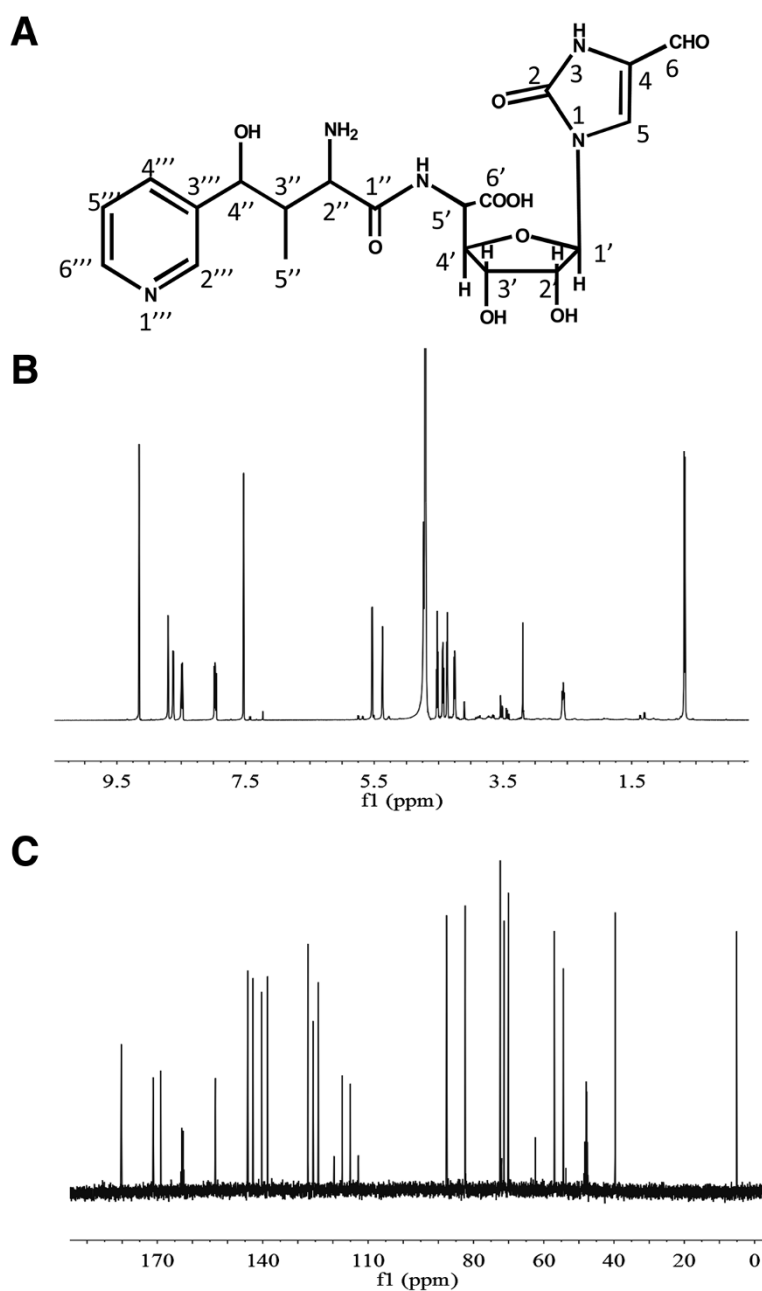 A
H
N
3
CHO
6
2
4
O
1
N
5
OH
NH₂
H
N
6'
COOH
4'''
3'''
3''
1''
5'
O
1'
5'''
4''
2''
O
4'
H
H
H
6'''
2'''
5''
H
3'
2'
N
1'''
OH
OH
B
9.5 7.5 5.5 3.5 1.5
f1 (ppm)
C
170 140 110 80 60 40 20 0
f1 (ppm)